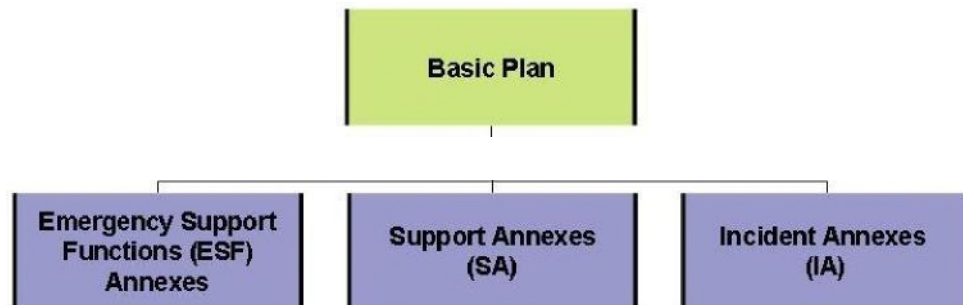 Basic Plan
Emergency Support
Functions (ESF)
Annexes
Support Annexes
(SA)
Incident Annexes
(IA)